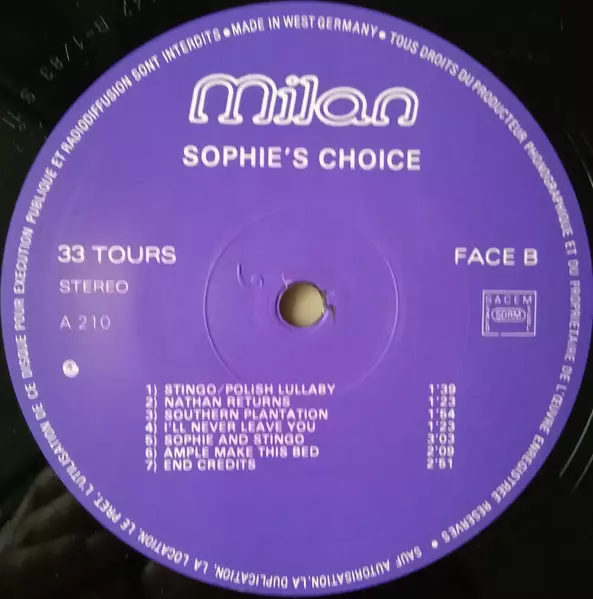 TOUS DROITS DU PRODUCTEUR PHONOGRAPHIQUE ET DU PROPRIETAIRE DE L'ŒUVRE ENREGISTREE RESERVES • SAUF AUTORISATION, LA DUPLICATION, LA LOCATION, LE PRET, L'UTILISATION DE CE DISQUE POUR EXECUTION PUBLIQUE ET RADIODIFFUSION SONT INTERDITS • MADE IN WEST GERMANY •
milan
SOPHIE'S CHOICE
33 TOURS
FACE B
STEREO
A 210
SACEM
SDRM
1) STINGO/POLISH LULLABY 1'39
2) NATHAN RETURNS 1'23
3) SOUTHERN PLANTATION 1'54
4) I'LL NEVER LEAVE YOU 1'23
5) SOPHIE AND STINGO 3'03
6) AMPLE MAKE THIS BED 2'09
7) END CREDITS 2'51